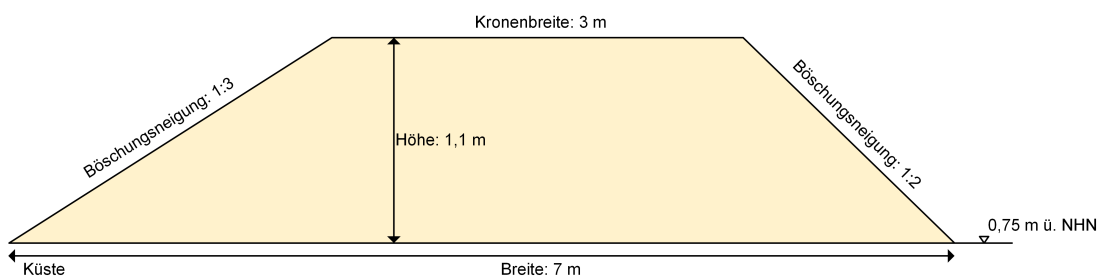 Kronenbreite: 3 m
Böschungsneigung: 1:3
Böschungsneigung: 1:2
Höhe: 1,1 m
0,75 m ü. NHN
Küste
Breite: 7 m